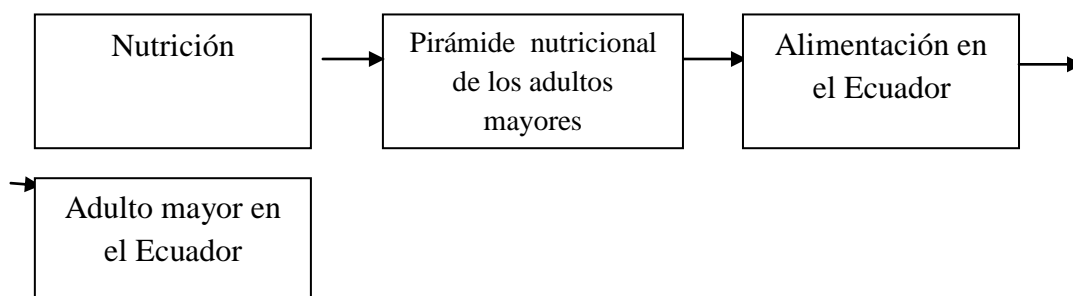 Nutrición
Pirámide nutricional
de los adultos
mayores
Alimentación en
el Ecuador
Adulto mayor en
el Ecuador